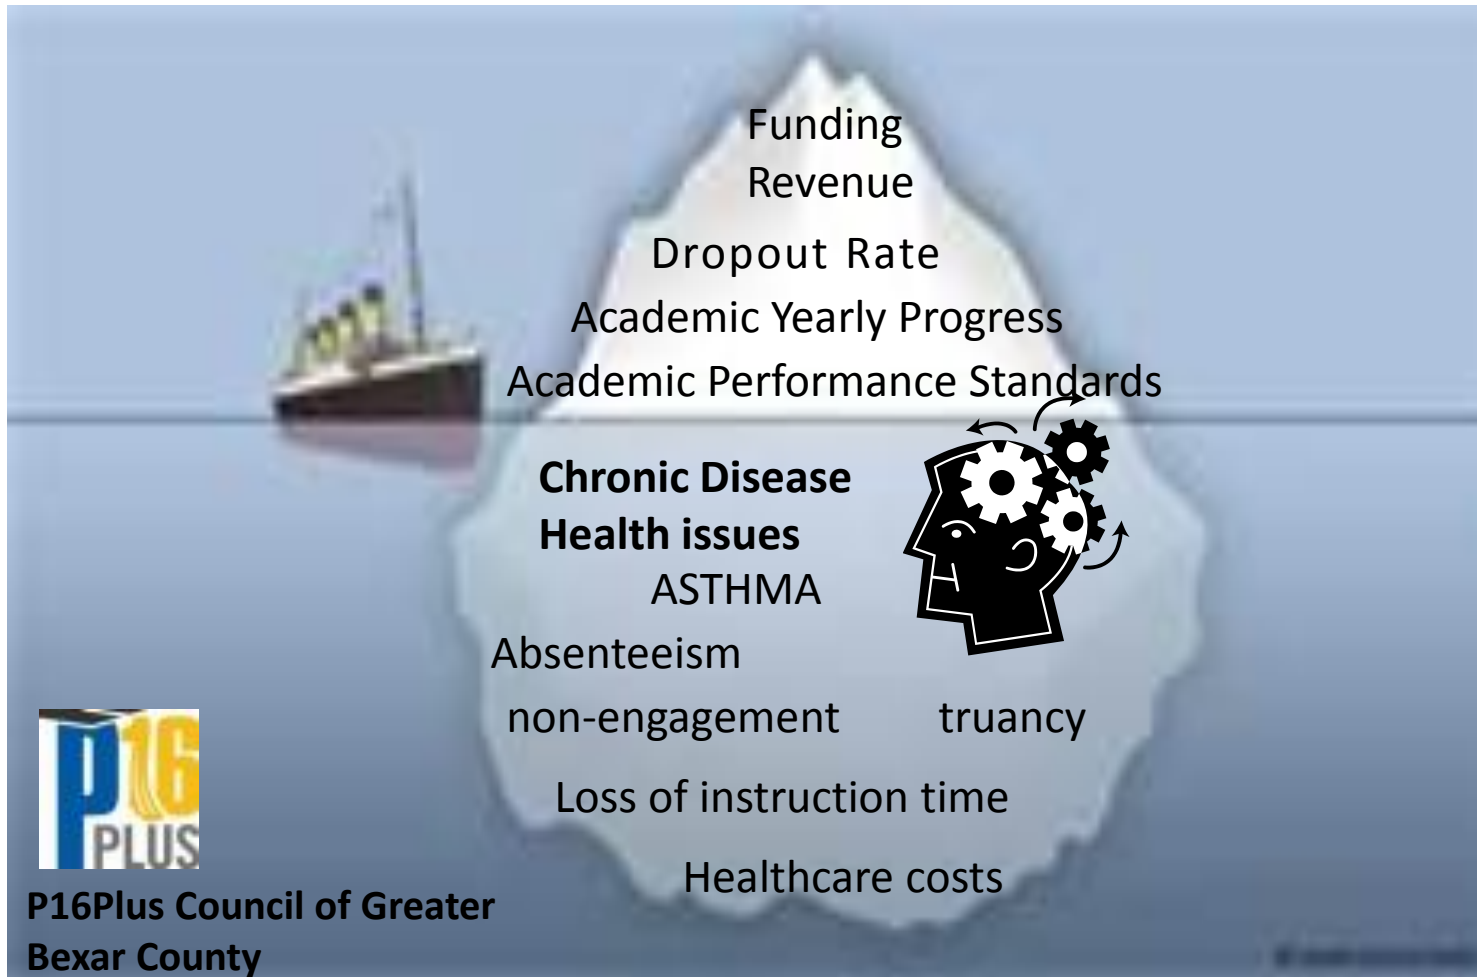 Funding
Revenue
Dropout Rate
Academic Yearly Progress
Academic Performance Standards
Chronic Disease
Health issues
ASTHMA
Absenteeism
non-engagement truancy
Loss of instruction time
Healthcare costs
P16
PLUS
P16Plus Council of Greater
Bexar County